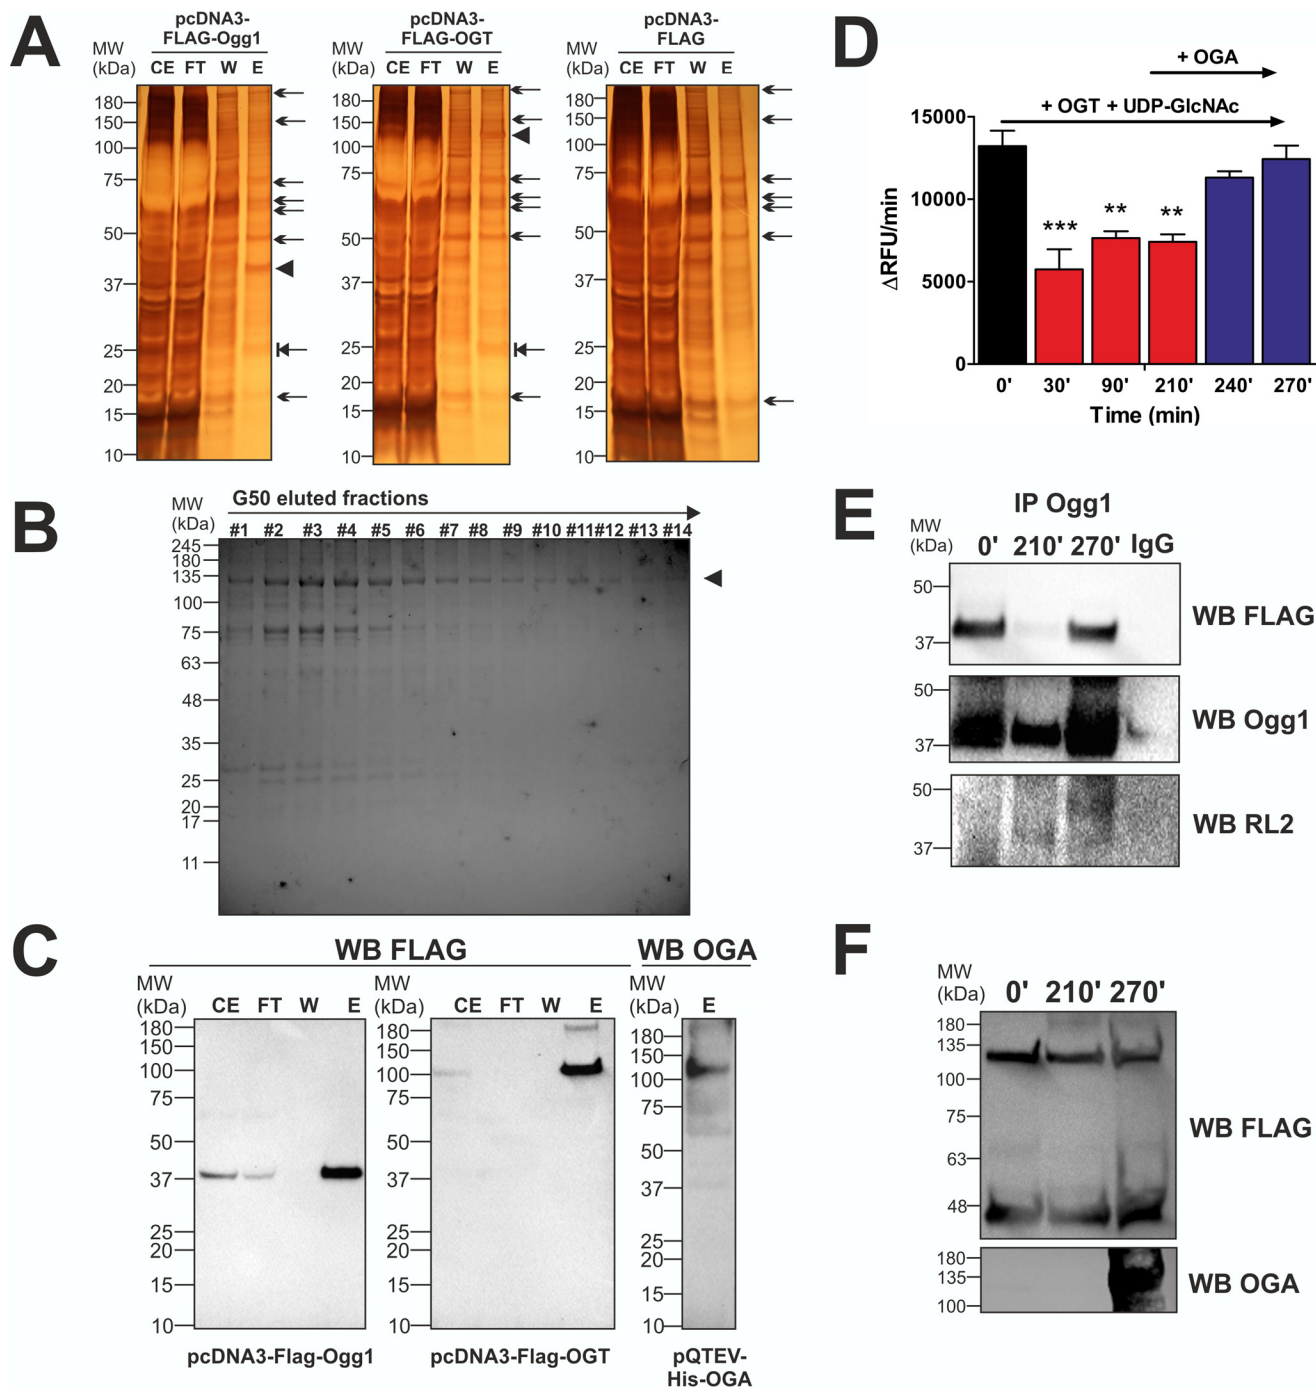 A
pcDNA3-
FLAG-Ogg1
MW
(kDa)
CE FT W E
180
150
100
75
50
37
25
20
15
10
pcDNA3-
FLAG-OGT
MW
(kDa)
CE FT W E
180
150
100
75
50
37
25
20
15
10
pcDNA3-
FLAG
MW
(kDa)
CE FT W E
180
150
100
75
50
37
25
20
15
10
B
G50 eluted fractions
MW
(kDa)
#1 #2 #3 #4 #5 #6 #7 #8 #9 #10 #11 #12 #13 #14
245
180
135
100
75
63
48
35
25
20
17
11
C
WB FLAG
WB OGA
MW
(kDa)
CE FT W E
180
150
100
75
50
37
25
20
15
10
pcDNA3-Flag-Ogg1
MW
(kDa)
CE FT W E
180
150
100
75
50
37
25
20
15
10
pcDNA3-Flag-OGT
MW
(kDa)
E
180
150
100
75
50
37
25
20
15
10
pQTEV-
His-OGA
D
+ OGA
+ OGT + UDP-GlcNAc
15000
10000
5000
0
ΔRFU/min
*** ** **
0' 30' 90' 210' 240' 270'
Time (min)
E
IP Ogg1
MW
(kDa)
0' 210' 270' IgG
50
37
WB FLAG
50
37
WB Ogg1
50
37
WB RL2
F
MW
(kDa)
0' 210' 270'
180
135
100
75
63
48
WB FLAG
180
135
100
WB OGA